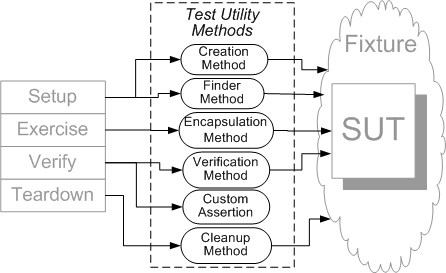 Test Utility
Methods
Fixture
Creation
Method
Setup
Finder
Method
Exercise
Encapsulation
Method
SUT
Verify
Verification
Method
Teardown
Custom
Assertion
Cleanup
Method